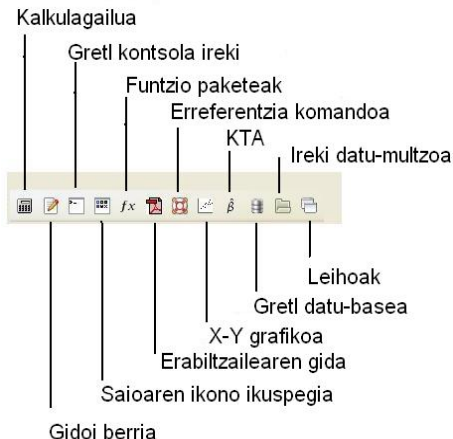 Kalkulagailua
Gretl kontsola ireki
Funtzio paketeak
Erreferentzia komandoa
KTA
Ireki datu-multzoa
fx
β̂
Leihoak
Gretl datu-basea
X-Y grafikoa
Erabiltzailearen gida
Saioaren ikono ikuspegia
Gidoi berria